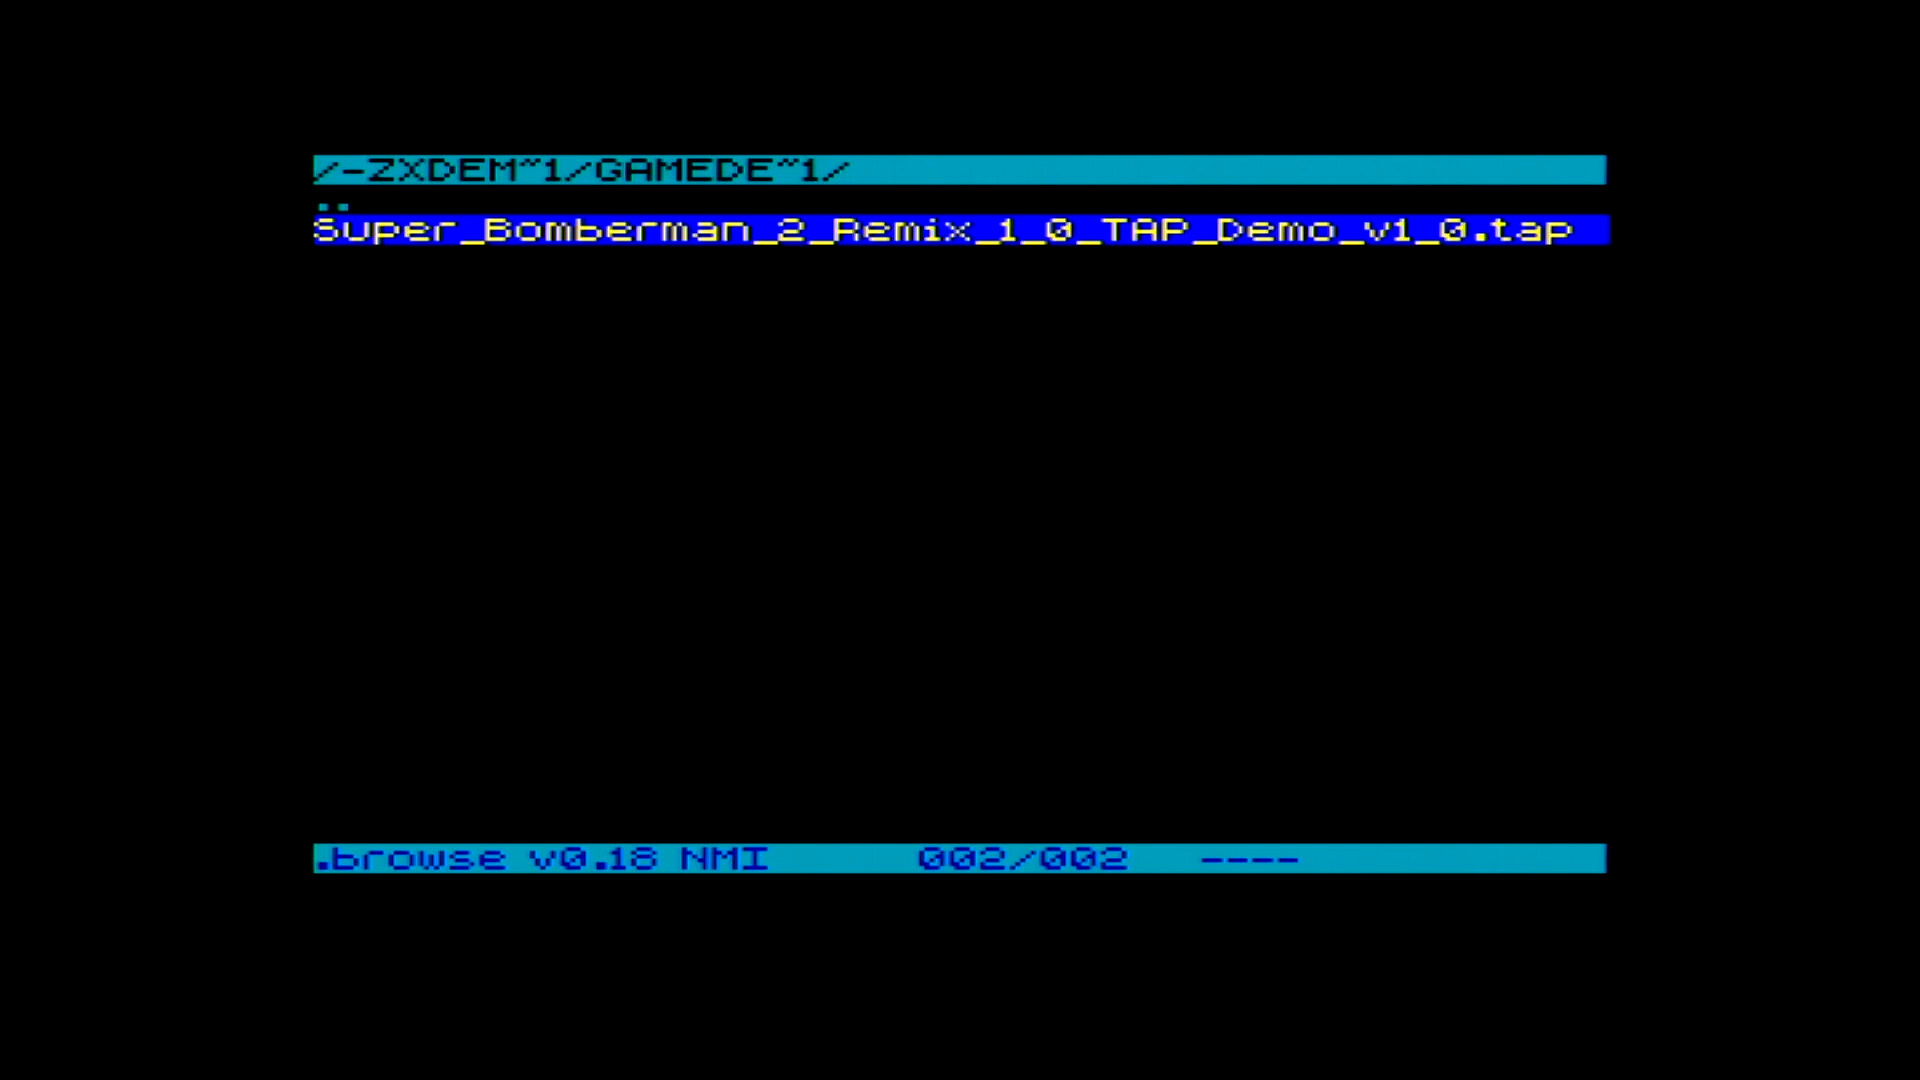 /-ZXDEM~1/GAMEDE~1/
..
Super_Bomberman_2_Remix_1_0_TAP_Demo_v1_0.tap
.browse v0.18 NMI 002/002 ----